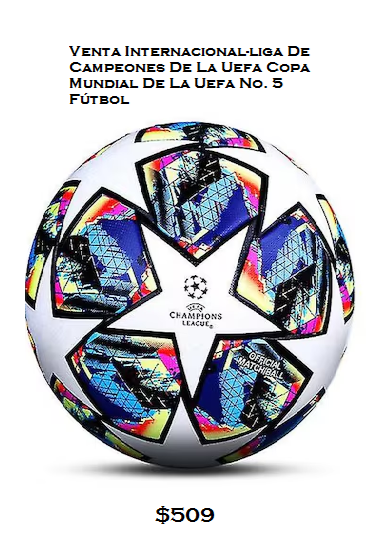 Venta Internacional-liga De
Campeones De La Uefa Copa
Mundial De La Uefa No. 5
Fútbol
UEFA
CHAMPIONS
LEAGUE®
OFFICIAL
MATCHBALL
$509